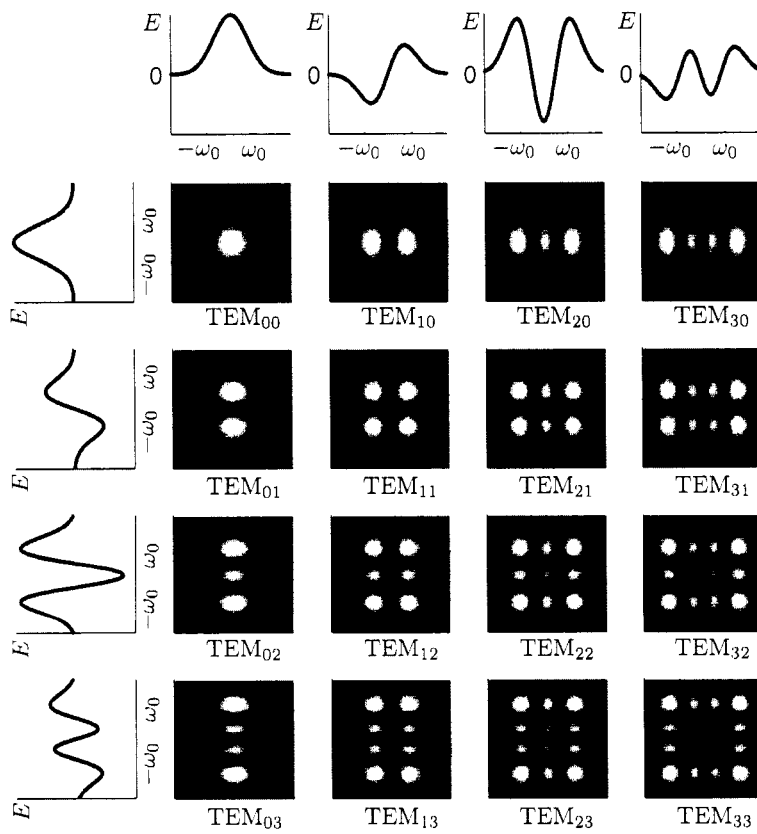 E E E E
0 0 0 0
−ω₀ ω₀ −ω₀ ω₀ −ω₀ ω₀ −ω₀ ω₀
E −ω₀ ω₀
TEM₀₀ TEM₁₀ TEM₂₀ TEM₃₀
E −ω₀ ω₀
TEM₀₁ TEM₁₁ TEM₂₁ TEM₃₁
E −ω₀ ω₀
TEM₀₂ TEM₁₂ TEM₂₂ TEM₃₂
E −ω₀ ω₀
TEM₀₃ TEM₁₃ TEM₂₃ TEM₃₃